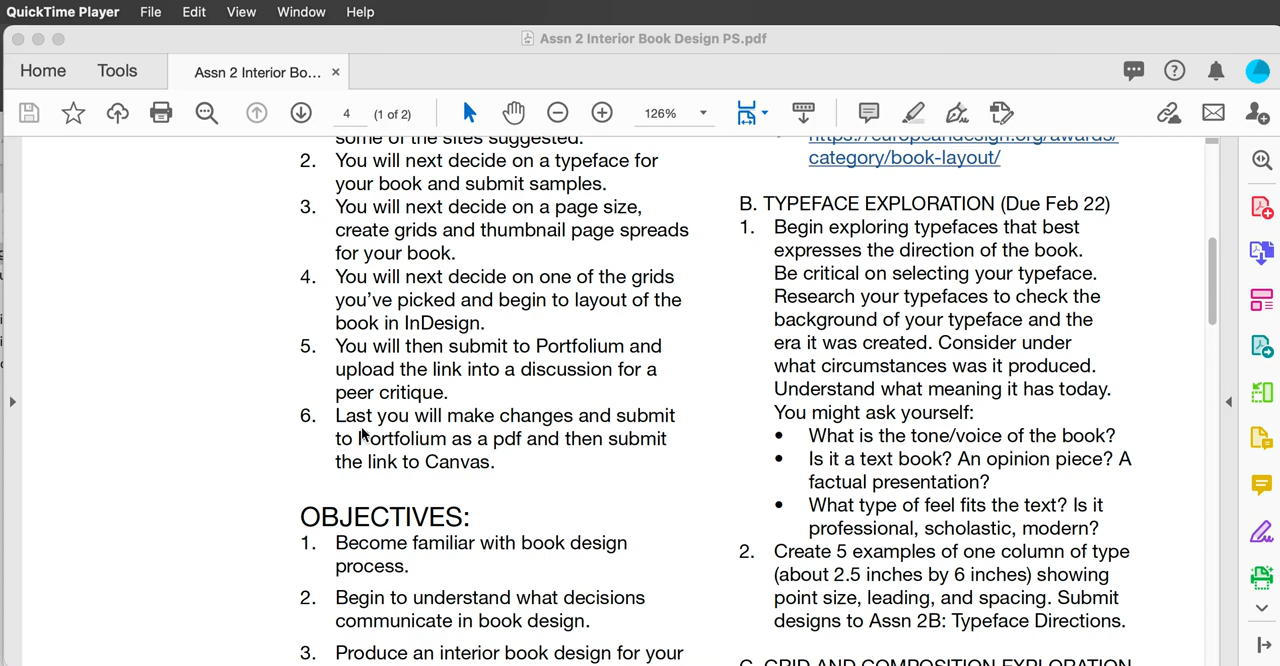 QuickTime Player File Edit View Window Help
Assn 2 Interior Book Design PS.pdf
Home Tools Assn 2 Interior Bo... ×
4 (1 of 2) 126%
some of the sites suggested.
2. You will next decide on a typeface for
your book and submit samples.
3. You will next decide on a page size,
create grids and thumbnail page spreads
for your book.
4. You will next decide on one of the grids
you've picked and begin to layout of the
book in InDesign.
5. You will then submit to Portfolium and
upload the link into a discussion for a
peer critique.
6. Last you will make changes and submit
to Portfolium as a pdf and then submit
the link to Canvas.
OBJECTIVES:
1. Become familiar with book design
process.
2. Begin to understand what decisions
communicate in book design.
3. Produce an interior book design for your
https://europeandesign.org/awards/
category/book-layout/
B. TYPEFACE EXPLORATION (Due Feb 22)
1. Begin exploring typefaces that best
expresses the direction of the book.
Be critical on selecting your typeface.
Research your typefaces to check the
background of your typeface and the
era it was created. Consider under
what circumstances was it produced.
Understand what meaning it has today.
You might ask yourself:
• What is the tone/voice of the book?
• Is it a text book? An opinion piece? A
factual presentation?
• What type of feel fits the text? Is it
professional, scholastic, modern?
2. Create 5 examples of one column of type
(about 2.5 inches by 6 inches) showing
point size, leading, and spacing. Submit
designs to Assn 2B: Typeface Directions.
C. GRID AND COMPOSITION EXPLORATION